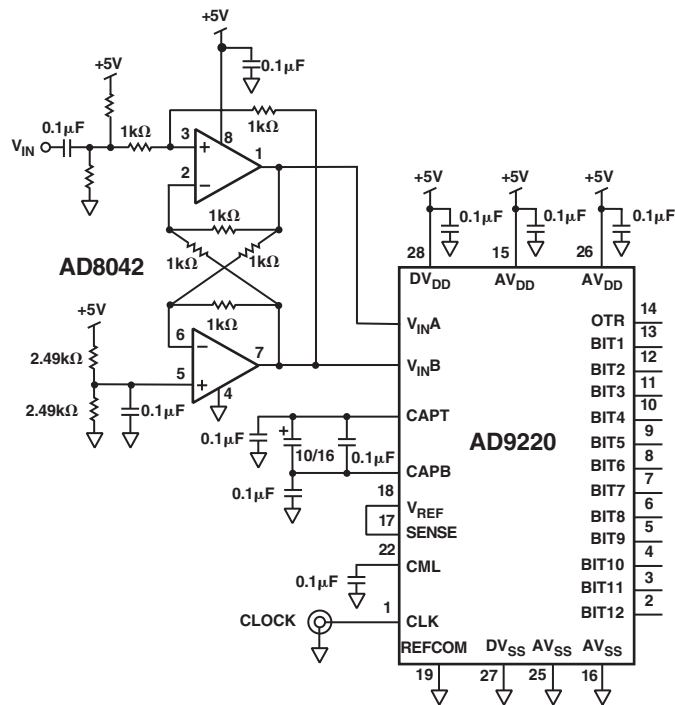 +5V
0.1μF
+5V
0.1μF
1kΩ
1kΩ
V_IN
3
+
8
1
2
–
1kΩ
1kΩ
1kΩ
AD8042
1kΩ
+5V
6
–
7
2.49kΩ
5
+
4
2.49kΩ
0.1μF
+5V
+5V
+5V
0.1μF
0.1μF
0.1μF
28
15
26
DV_DD
AV_DD
AV_DD
V_INA
V_INB
CAPT
0.1μF
+
10/16
0.1μF
CAPB
0.1μF
18
V_REF
17
SENSE
22
CML
0.1μF
1
CLOCK
CLK
AD9220
14
OTR
13
BIT1
12
BIT2
11
BIT3
10
BIT4
9
BIT5
8
BIT6
7
BIT7
6
BIT8
5
BIT9
4
BIT10
3
BIT11
2
BIT12
REFCOM
DV_SS
AV_SS
AV_SS
19
27
25
16